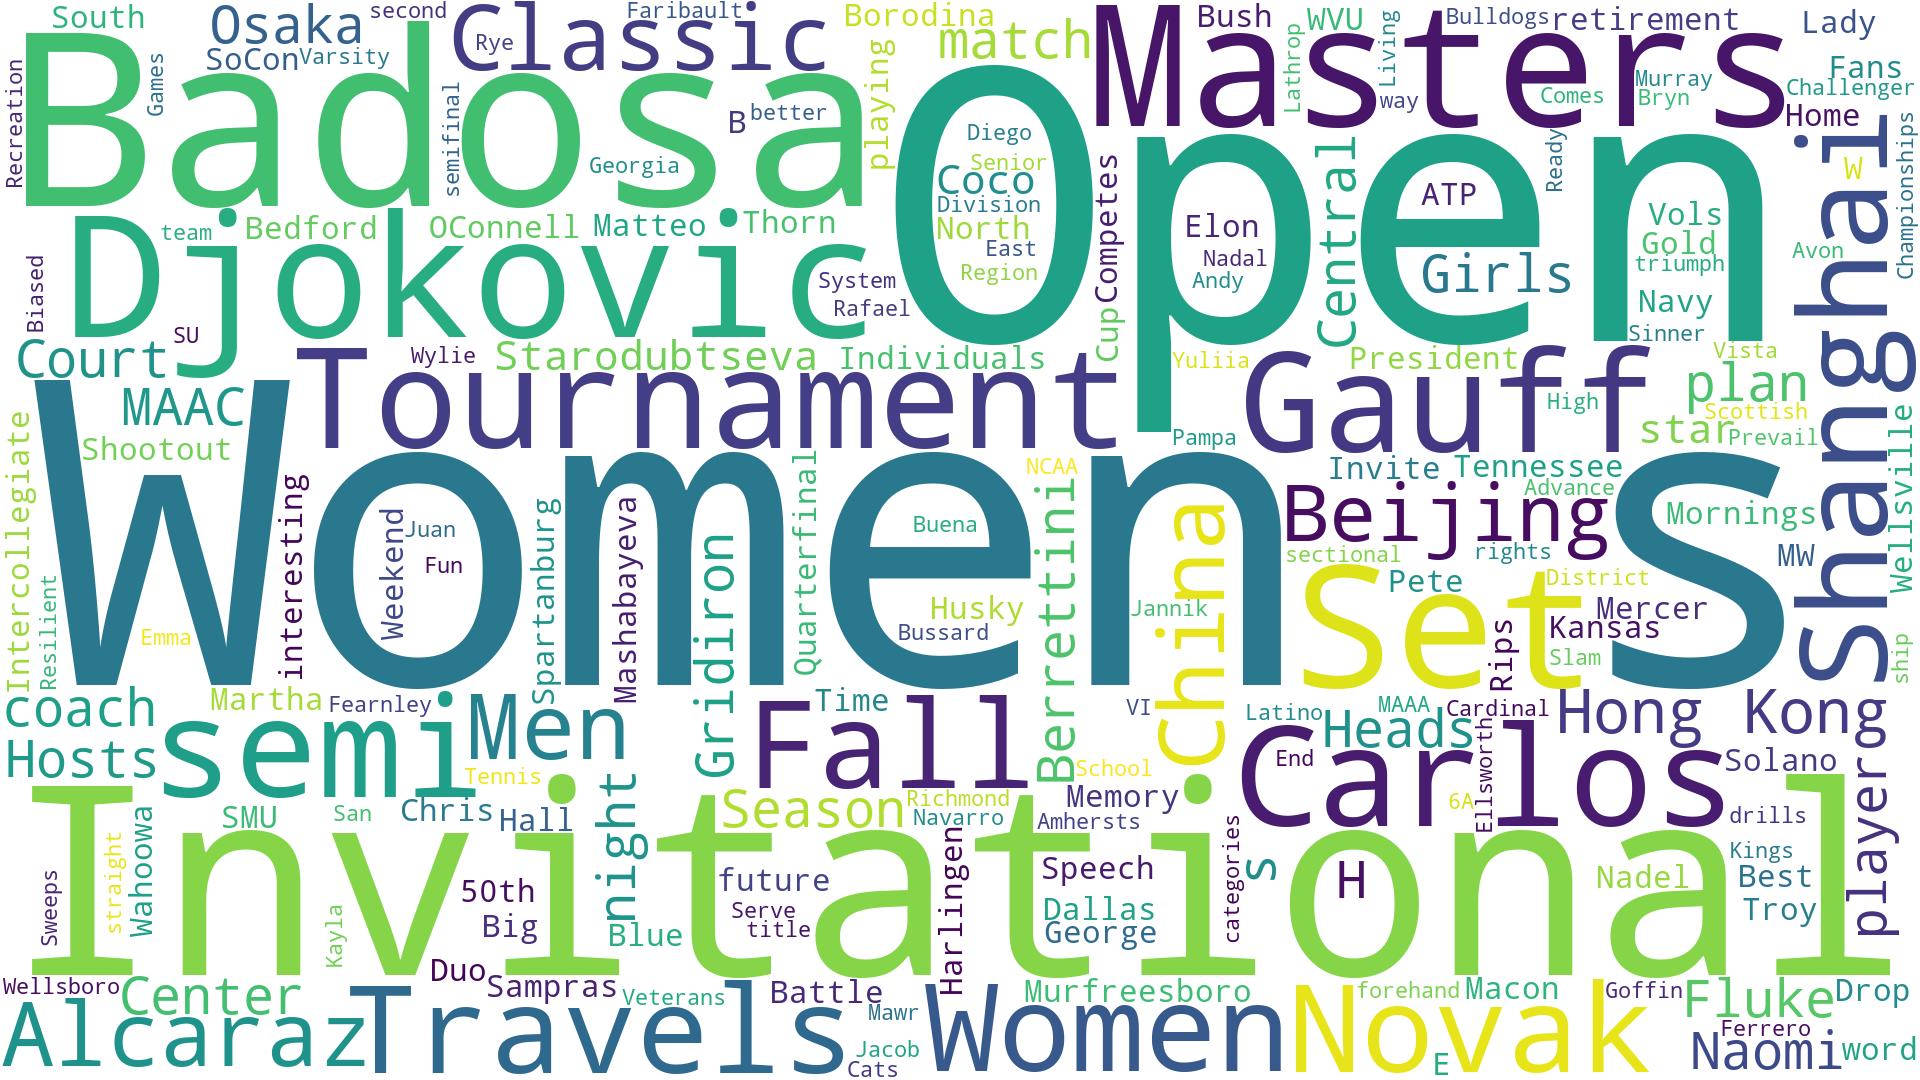 South
Osaka
second
Classic
Faribault
Borodina
Masters
Bush
WVU
Living
Bulldogs
retirement
Lady
SoCon
Varsity
Rye
match
Lathrop
way
Murray
Fans
Recreation
Games
Badosa
semifinal
B
better
playing
Open
Comes
Bryn
Challenger
Home
Georgia
Diego
Senior
Coco
Division
North
East
Region
Competes
Elon
Nadal
Andy
Central
ATP
Ready
Girls
Vols
Gold
triumph
Navy
Sinner
W
Shanghai
Avon
Championships
team
Bedford
OConnell
Matteo
Thorn
Djokovic
System
Rafael
Biased
SU
Cup
Court
Wylie
Starodubtseva
Individuals
Yuliia
President
Vista
MAAC
Tournament
Gauff
High
plan
Scottish
star
Prevail
Shootout
Pampa
Intercollegiate
Women s
interesting
Weekend
Juan
Fun
Spartanburg
Mashabayeva
Gridiron
Quarterfinal
Buena
NCAA
Berrettini
China
Invite
Tennessee
Advance
Beijing
Mornings
Wellsville
sectional
rights
MW
Resilient
Emma
Husky
Bussard
Jannik
Set
Pete
District
Mercer
Kansas
Slam
Rips
ship
coach
Martha
Fearnley
Men
Time
VI
Latino
MAAA
Cardinal
Hong
Kong
Hosts
semi
Tennis
Fall
School
Heads
Carlos
End
Ellsworth
Solano
player
Wahoowa
SMU
San
Chris
Hall
night
Season
Richmond
Navarro
Memory
Amhersts
6A
drills
Invitational
Sweeps
straight
Kayla
50th
Big
Blue
future
Serve
title
Harlingen
Speech
Dallas
George
categories
s
H
Nadel
Kings
Best
Troy
Wellsboro
Center
Duo
Sampras
Veterans
Battle
Murfreesboro
forehand
Macon
Goffin
Fluke
Drop
Alcaraz
Travels
Mawr
Jacob
Cats
Women
Novak
E
Ferrero
Naomi
word